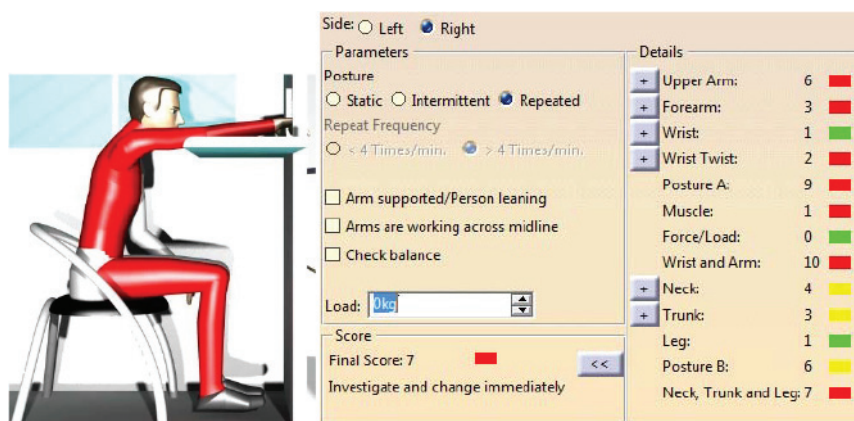 Side: Left Right
Parameters
Posture
Static Intermittent Repeated
Repeat Frequency
< 4 Times/min. > 4 Times/min.
Arm supported/Person leaning
Arms are working across midline
Check balance
Load: 0kg
Score
Final Score: 7 <<
Investigate and change immediately
Details
+ Upper Arm: 6
+ Forearm: 3
+ Wrist: 1
+ Wrist Twist: 2
Posture A: 9
Muscle: 1
Force/Load: 0
Wrist and Arm: 10
+ Neck: 4
+ Trunk: 3
Leg: 1
Posture B: 6
Neck, Trunk and Leg: 7